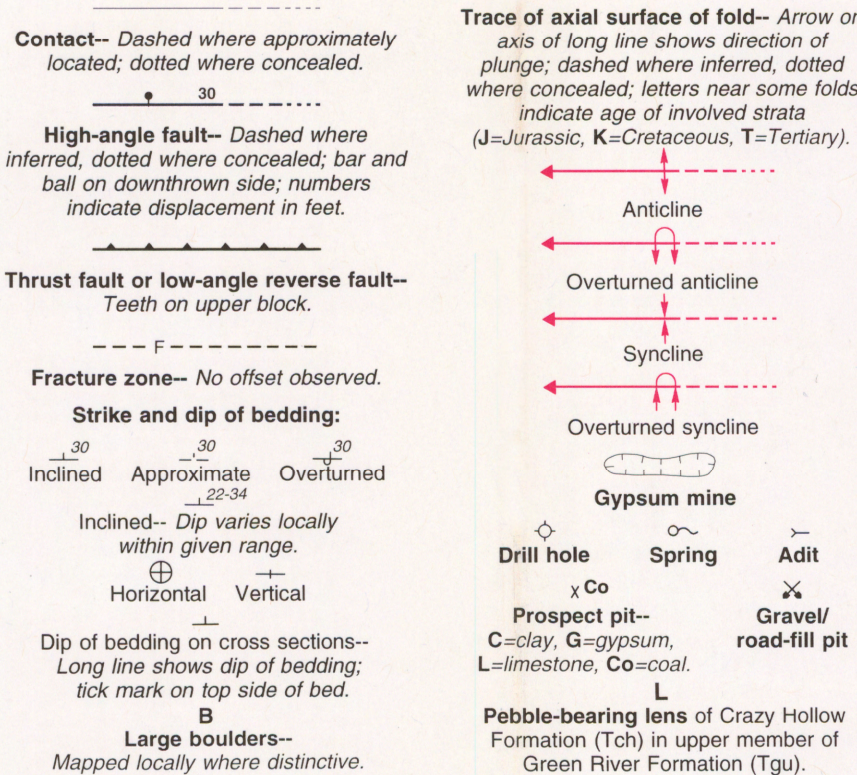 Contact-- Dashed where approximately
located; dotted where concealed.
30
High-angle fault-- Dashed where
inferred, dotted where concealed; bar and
ball on downthrown side; numbers
indicate displacement in feet.
Thrust fault or low-angle reverse fault--
Teeth on upper block.
F
Fracture zone-- No offset observed.
Strike and dip of bedding:
30 30 30
Inclined Approximate Overturned
22-34
Inclined-- Dip varies locally
within given range.
Horizontal Vertical
Dip of bedding on cross sections--
Long line shows dip of bedding;
tick mark on top side of bed.
B
Large boulders--
Mapped locally where distinctive.
Trace of axial surface of fold-- Arrow on
axis of long line shows direction of
plunge; dashed where inferred, dotted
where concealed; letters near some folds
indicate age of involved strata
(J=Jurassic, K=Cretaceous, T=Tertiary).
Anticline
Overturned anticline
Syncline
Overturned syncline
Gypsum mine
Drill hole Spring Adit
x Co
Prospect pit--
C=clay, G=gypsum,
L=limestone, Co=coal.
Gravel/
road-fill pit
L
Pebble-bearing lens of Crazy Hollow
Formation (Tch) in upper member of
Green River Formation (Tgu).